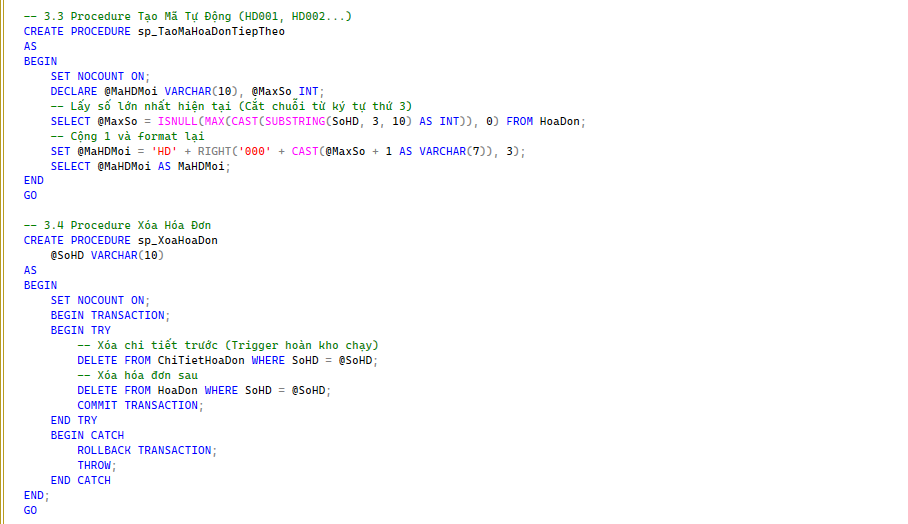 -- 3.3 Procedure Tạo Mã Tự Động (HD001, HD002...)
CREATE PROCEDURE sp_TaoMaHoaDonTiepTheo
AS
BEGIN
    SET NOCOUNT ON;
    DECLARE @MaHDMoi VARCHAR(10), @MaxSo INT;
    -- Lấy số lớn nhất hiện tại (Cắt chuỗi từ ký tự thứ 3)
    SELECT @MaxSo = ISNULL(MAX(CAST(SUBSTRING(SoHD, 3, 10) AS INT)), 0) FROM HoaDon;
    -- Cộng 1 và format lại
    SET @MaHDMoi = 'HD' + RIGHT('000' + CAST(@MaxSo + 1 AS VARCHAR(7)), 3);
    SELECT @MaHDMoi AS MaHDMoi;
END
GO

-- 3.4 Procedure Xóa Hóa Đơn
CREATE PROCEDURE sp_XoaHoaDon
    @SoHD VARCHAR(10)
AS
BEGIN
    SET NOCOUNT ON;
    BEGIN TRANSACTION;
    BEGIN TRY
        -- Xóa chi tiết trước (Trigger hoàn kho chạy)
        DELETE FROM ChiTietHoaDon WHERE SoHD = @SoHD;
        -- Xóa hóa đơn sau
        DELETE FROM HoaDon WHERE SoHD = @SoHD;
        COMMIT TRANSACTION;
    END TRY
    BEGIN CATCH
        ROLLBACK TRANSACTION;
        THROW;
    END CATCH
END;
GO